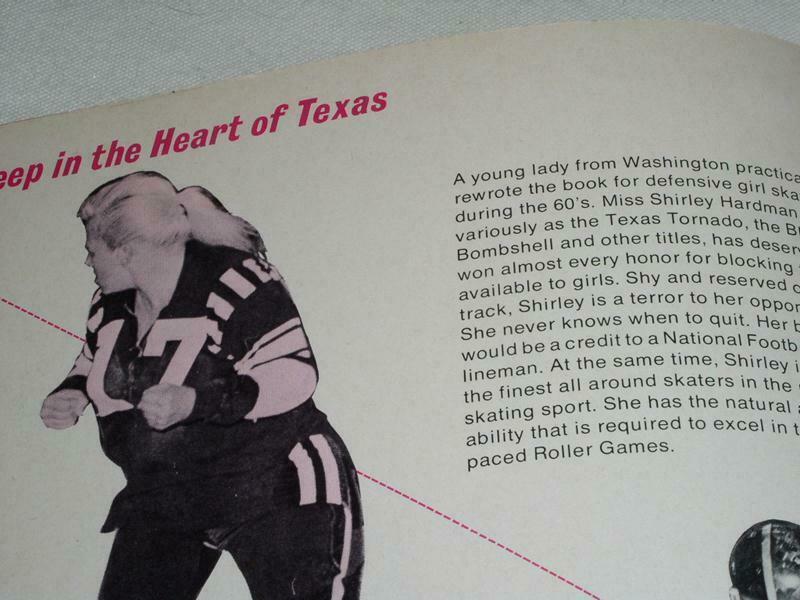 eep in the Heart of Texas
A young lady from Washington practica
rewrote the book for defensive girl ska
during the 60's. Miss Shirley Hardman
variously as the Texas Tornado, the B
Bombshell and other titles, has deser
won almost every honor for blocking
available to girls. Shy and reserved o
track, Shirley is a terror to her oppor
She never knows when to quit. Her b
would be a credit to a National Footb
lineman. At the same time, Shirley i
the finest all around skaters in the
skating sport. She has the natural a
ability that is required to excel in t
paced Roller Games.
17